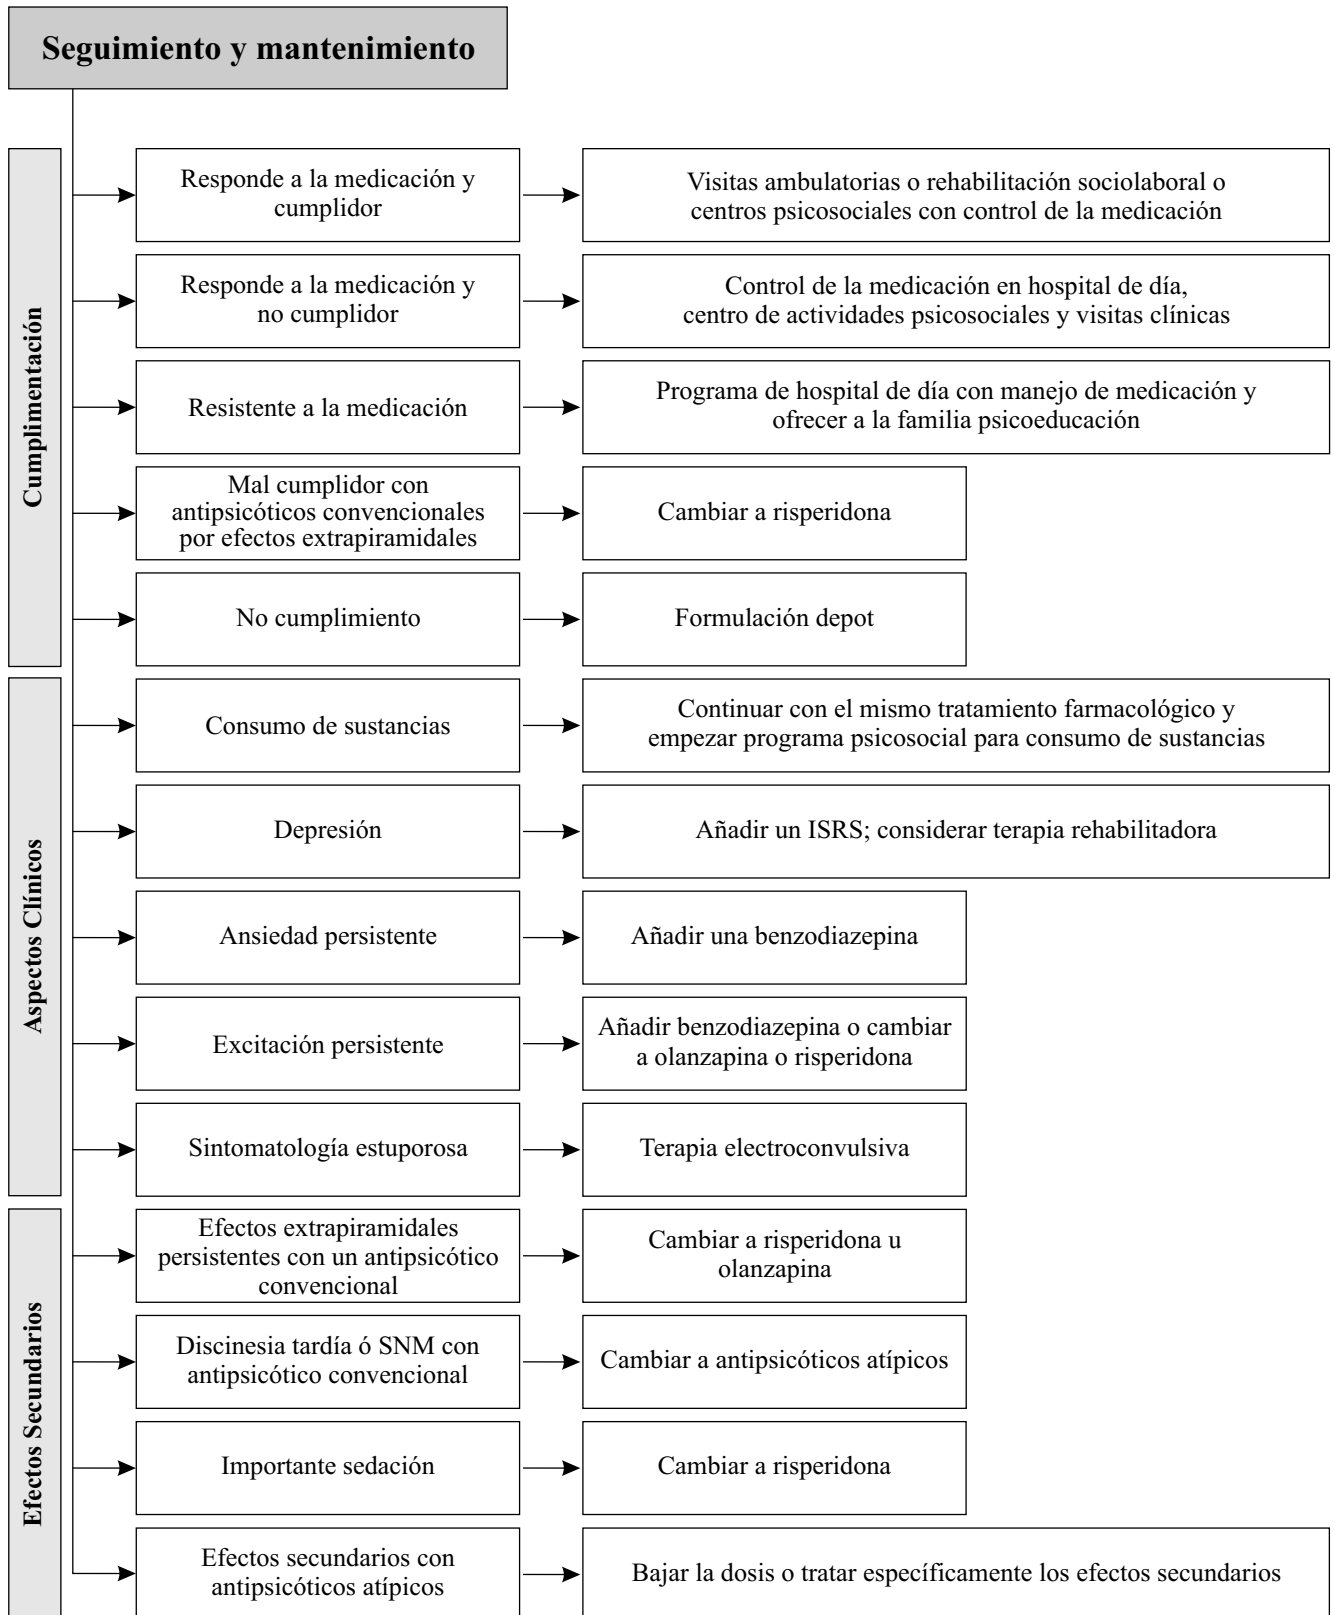 Seguimiento y mantenimiento
Cumplimentación
Responde a la medicación y
cumplidor
Visitas ambulatorias o rehabilitación sociolaboral o
centros psicosociales con control de la medicación
Responde a la medicación y
no cumplidor
Control de la medicación en hospital de día,
centro de actividades psicosociales y visitas clínicas
Resistente a la medicación
Programa de hospital de día con manejo de medicación y
ofrecer a la familia psicoeducación
Mal cumplidor con
antipsicóticos convencionales
por efectos extrapiramidales
Cambiar a risperidona
No cumplimiento
Formulación depot
Aspectos Clínicos
Consumo de sustancias
Continuar con el mismo tratamiento farmacológico y
empezar programa psicosocial para consumo de sustancias
Depresión
Añadir un ISRS; considerar terapia rehabilitadora
Ansiedad persistente
Añadir una benzodiazepina
Excitación persistente
Añadir benzodiazepina o cambiar
a olanzapina o risperidona
Sintomatología estuporosa
Terapia electroconvulsiva
Efectos Secundarios
Efectos extrapiramidales
persistentes con un antipsicótico
convencional
Cambiar a risperidona u
olanzapina
Discinesia tardía ó SNM con
antipsicótico convencional
Cambiar a antipsicóticos atípicos
Importante sedación
Cambiar a risperidona
Efectos secundarios con
antipsicóticos atípicos
Bajar la dosis o tratar específicamente los efectos secundarios